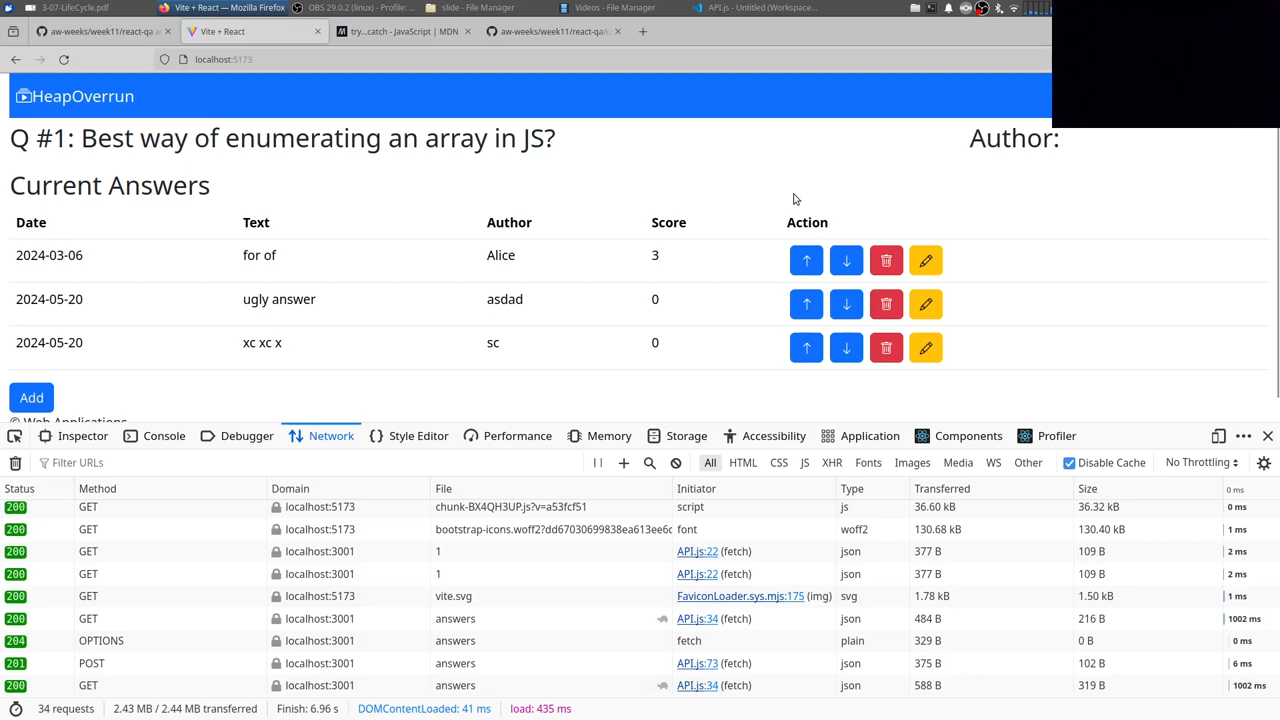 3-07-LifeCycle.pdf
Vite + React — Mozilla Firefox
OBS 29.0.2.2 (linux) - Profile: ...
slide - File Manager
Videos - File Manager
API.js - Untitled (Workspace...
aw-weeks/week11/react-qa
Vite + React
try...catch - JavaScript | MDN
aw-weeks/week11/react-qa/
localhost:5173
HeapOverrun
Q #1: Best way of enumerating an array in JS?
Author:
Current Answers
Date Text Author Score Action
2024-03-06 for of Alice 3
2024-05-20 ugly answer asdad 0
2024-05-20 xc xc x sc 0
Add
© Web Applications
Inspector Console Debugger Network Style Editor Performance Memory Storage Accessibility Application Components Profiler
Filter URLs All HTML CSS JS XHR Fonts Images Media WS Other Disable Cache No Throttling
Status Method Domain File Initiator Type Transferred Size 0 ms
200 GET localhost:5173 chunk-BX4QH3UP.js?v=a53fcf51 script js 36.60 kB 36.32 kB 0 ms
200 GET localhost:5173 bootstrap-icons.woff2?dd67030699838ea613ee6c font woff2 130.68 kB 130.40 kB 1 ms
200 GET localhost:3001 1 API.js:22 (fetch) json 377 B 109 B 2 ms
200 GET localhost:3001 1 API.js:22 (fetch) json 377 B 109 B 2 ms
200 GET localhost:5173 vite.svg FaviconLoader.sys.mjs:175 (img) svg 1.78 kB 1.50 kB 1 ms
200 GET localhost:3001 answers API.js:34 (fetch) json 484 B 216 B 1002 ms
204 OPTIONS localhost:3001 answers fetch plain 329 B 0 B 0 ms
201 POST localhost:3001 answers API.js:73 (fetch) json 375 B 102 B 6 ms
200 GET localhost:3001 answers API.js:34 (fetch) json 588 B 319 B 1002 ms
34 requests 2.43 MB / 2.44 MB transferred Finish: 6.96 s DOMContentLoaded: 41 ms load: 435 ms